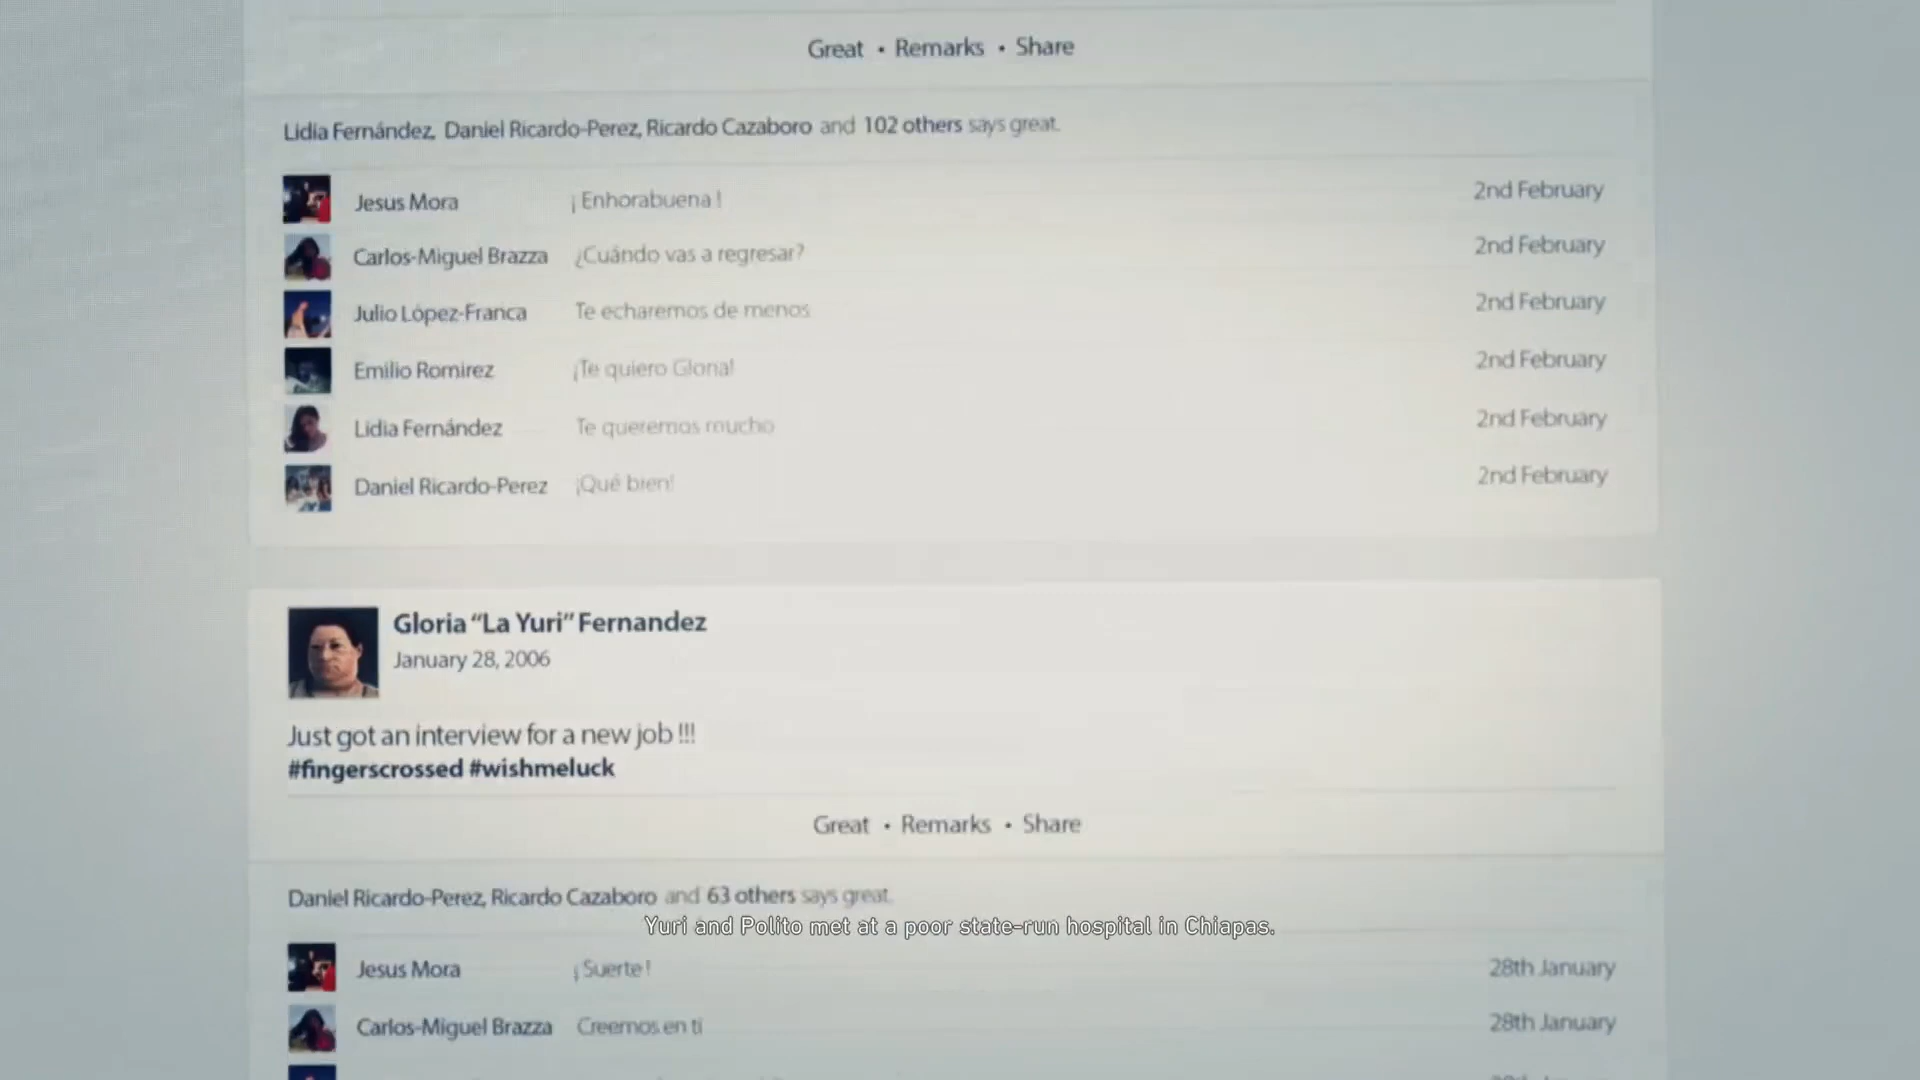 Great • Remarks • Share
Lidia Fernández, Daniel Ricardo-Perez, Ricardo Cazaboro and 102 others says great.
Jesus Mora ¡ Enhorabuena ! 2nd February
Carlos-Miguel Brazza ¿Cuándo vas a regresar? 2nd February
Julio López-Franca Te echaremos de menos 2nd February
Emilio Romirez ¡Te quiero Gloria! 2nd February
Lidia Fernández Te queremos mucho 2nd February
Daniel Ricardo-Perez ¡Qué bien! 2nd February
Gloria “La Yuri” Fernandez
January 28, 2006
Just got an interview for a new job !!!
#fingerscrossed #wishmeluck
Great • Remarks • Share
Daniel Ricardo-Perez, Ricardo Cazaboro and 63 others says great.
Yuri and Polito met at a poor state-run hospital in Chiapas.
Jesus Mora ¡ Suerte ! 28th January
Carlos-Miguel Brazza Creemos en ti 28th January